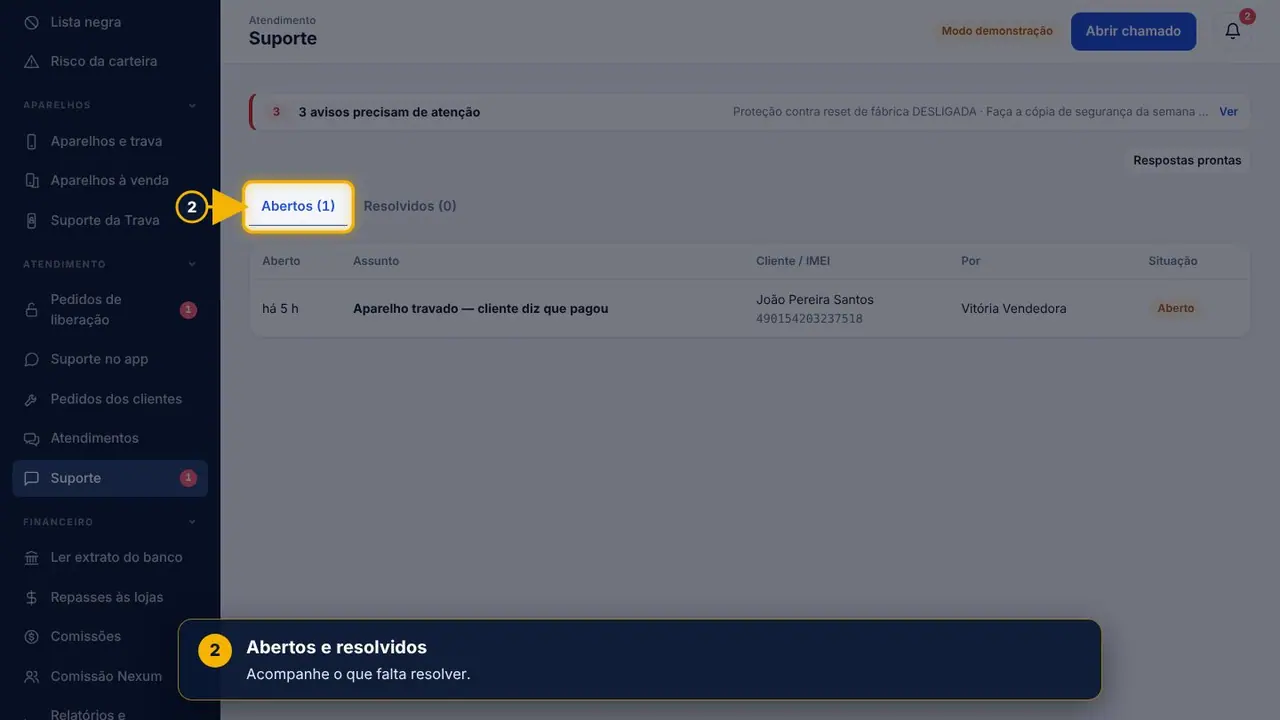 Lista negra
Risco da carteira
APARELHOS
Aparelhos e trava
Aparelhos à venda
Suporte da Trava
ATENDIMENTO
Pedidos de
liberação
1
Suporte no app
Pedidos dos clientes
Atendimentos
Suporte
1
FINANCEIRO
Ler extrato do banco
Repasses às lojas
Comissões
Comissão Nexum
Relatórios e
Atendimento
Suporte
Modo demonstração
Abrir chamado
2
3
3 avisos precisam de atenção
Proteção contra reset de fábrica DESLIGADA · Faça a cópia de segurança da semana ...
Ver
Respostas prontas
2
Abertos (1)
Resolvidos (0)
Aberto Assunto Cliente / IMEI Por Situação
há 5 h Aparelho travado — cliente diz que pagou João Pereira Santos Vitória Vendedora Aberto
490154203237518
2
Abertos e resolvidos
Acompanhe o que falta resolver.